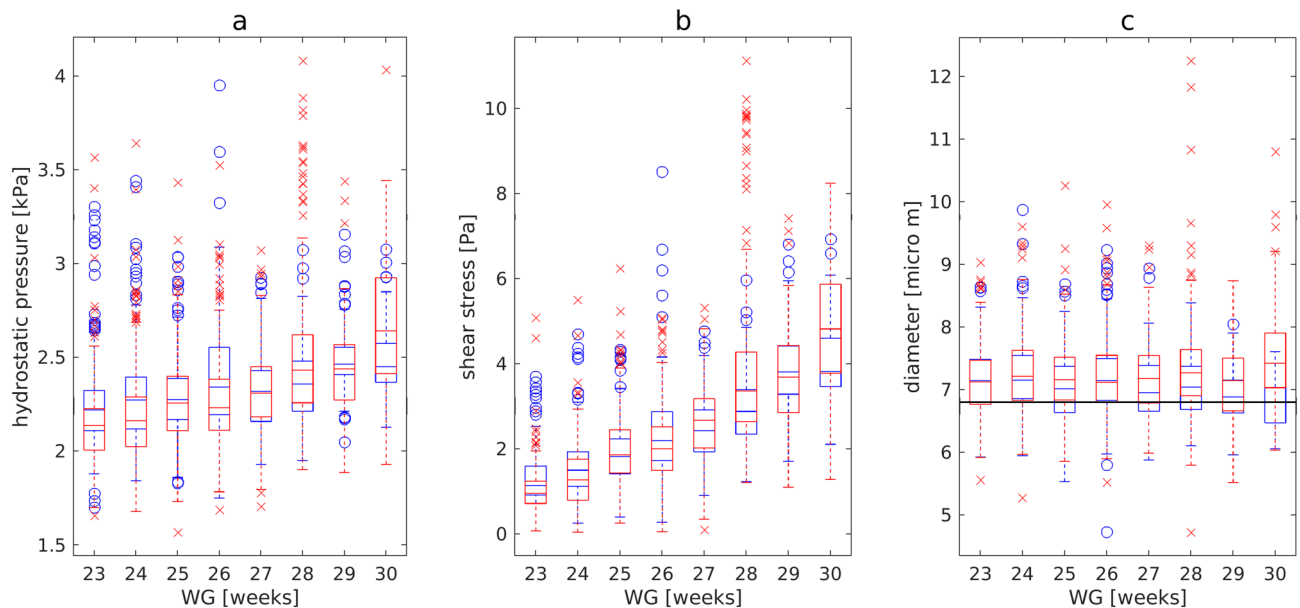 a
hydrostatic pressure [kPa]
4
3.5
3
2.5
2
1.5
23 24 25 26 27 28 29 30
WG [weeks]
b
shear stress [Pa]
10
8
6
4
2
0
23 24 25 26 27 28 29 30
WG [weeks]
c
diameter [micro m]
12
11
10
9
8
7
6
5
23 24 25 26 27 28 29 30
WG [weeks]